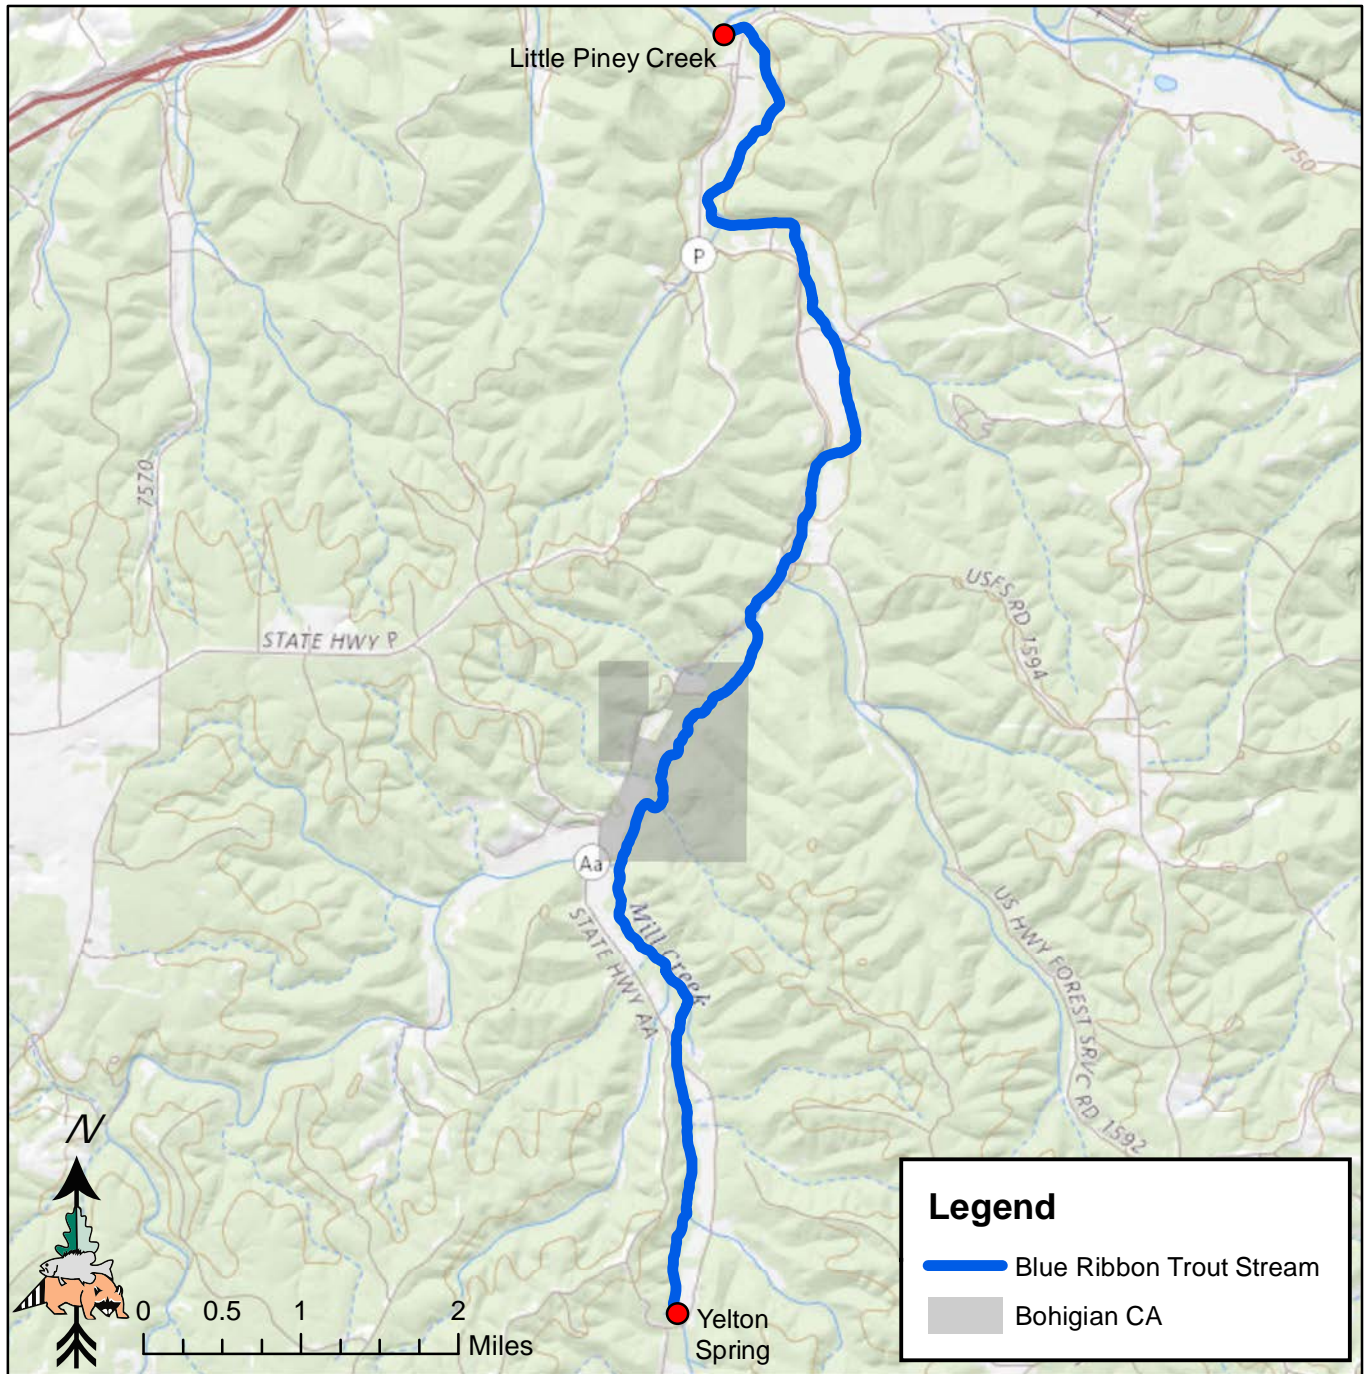 Little Piney Creek
750
P
7570
USFS RD 1594
STATE HWY P
Aa
Mill Creek
STATE HWY AA
US HWY FOREST SRVC RD 1592
N
0 0.5 1 2
Miles
Yelton
Spring
Legend
Blue Ribbon Trout Stream
Bohigian CA